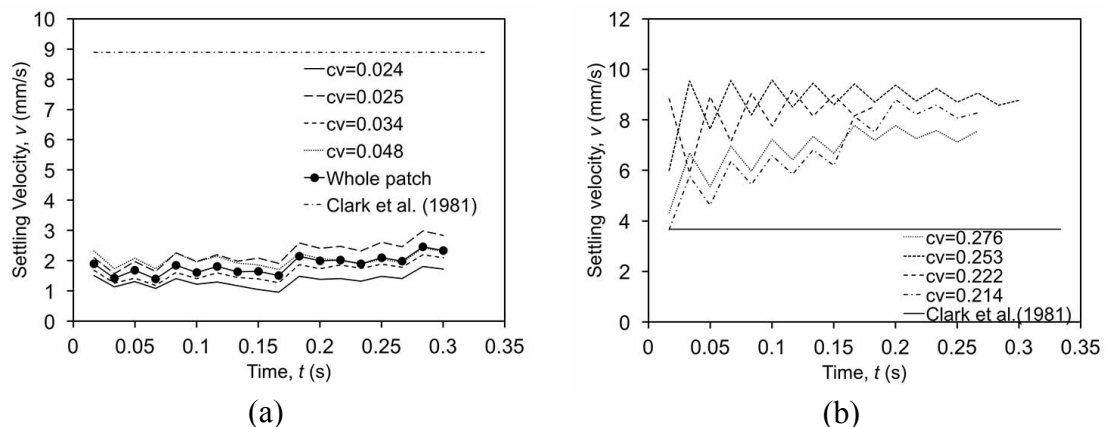 10
9
8
7
6
5
4
3
2
1
0
Settling Velocity, v (mm/s)
cv=0.024
cv=0.025
cv=0.034
cv=0.048
Whole patch
Clark et al. (1981)
0 0.05 0.1 0.15 0.2 0.25 0.3 0.35
Time, t (s)
(a)
12
10
8
6
4
2
0
Settling velocity, v (mm/s)
cv=0.276
cv=0.253
cv=0.222
cv=0.214
Clark et al.(1981)
0 0.05 0.1 0.15 0.2 0.25 0.3 0.35
Time, t (s)
(b)